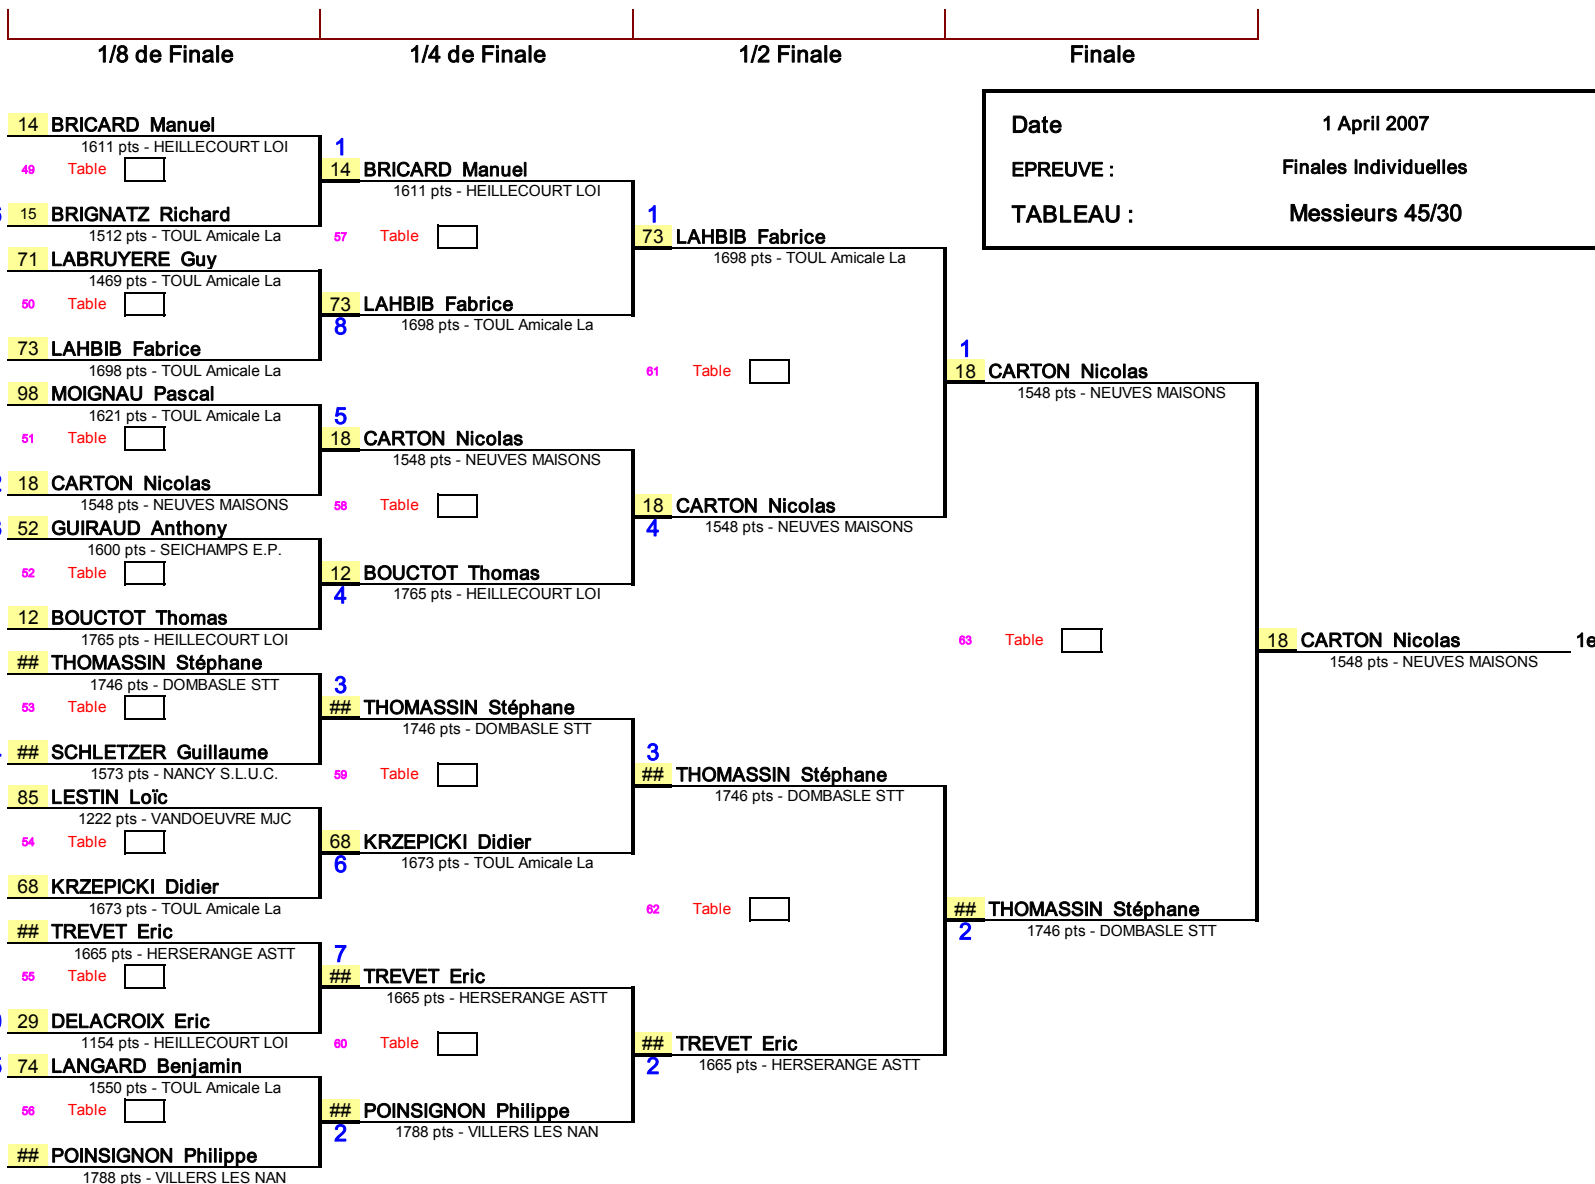 1/8 de Finale
1/4 de Finale
1/2 Finale
Finale
Date 1 April 2007
EPREUVE : Finales Individuelles
TABLEAU : Messieurs 45/30
14 BRICARD Manuel
1611 pts - HEILLECOURT LOI
49 Table
15 BRIGNATZ Richard
1512 pts - TOUL Amicale La
71 LABRUYERE Guy
1469 pts - TOUL Amicale La
50 Table
73 LAHBIB Fabrice
1698 pts - TOUL Amicale La
98 MOIGNAU Pascal
1621 pts - TOUL Amicale La
51 Table
18 CARTON Nicolas
1548 pts - NEUVES MAISONS
52 GUIRAUD Anthony
1600 pts - SEICHAMPS E.P.
52 Table
12 BOUCTOT Thomas
1765 pts - HEILLECOURT LOI
## THOMASSIN Stéphane
1746 pts - DOMBASLE STT
53 Table
## SCHLETZER Guillaume
1573 pts - NANCY S.L.U.C.
85 LESTIN Loïc
1222 pts - VANDOEUVRE MJC
54 Table
68 KRZEPICKI Didier
1673 pts - TOUL Amicale La
## TREVET Eric
1665 pts - HERSERANGE ASTT
55 Table
29 DELACROIX Eric
1154 pts - HEILLECOURT LOI
74 LANGARD Benjamin
1550 pts - TOUL Amicale La
56 Table
## POINSIGNON Philippe
1788 pts - VILLERS LES NAN
1
14 BRICARD Manuel
1611 pts - HEILLECOURT LOI
57 Table
73 LAHBIB Fabrice
8
1698 pts - TOUL Amicale La
5
18 CARTON Nicolas
1548 pts - NEUVES MAISONS
58 Table
12 BOUCTOT Thomas
4
1765 pts - HEILLECOURT LOI
3
## THOMASSIN Stéphane
1746 pts - DOMBASLE STT
59 Table
68 KRZEPICKI Didier
6
1673 pts - TOUL Amicale La
7
## TREVET Eric
1665 pts - HERSERANGE ASTT
60 Table
## POINSIGNON Philippe
2
1788 pts - VILLERS LES NAN
1
73 LAHBIB Fabrice
1698 pts - TOUL Amicale La
61 Table
18 CARTON Nicolas
4
1548 pts - NEUVES MAISONS
3
## THOMASSIN Stéphane
1746 pts - DOMBASLE STT
62 Table
## TREVET Eric
2
1665 pts - HERSERANGE ASTT
1
18 CARTON Nicolas
1548 pts - NEUVES MAISONS
63 Table
## THOMASSIN Stéphane
2
1746 pts - DOMBASLE STT
18 CARTON Nicolas 1e
1548 pts - NEUVES MAISONS